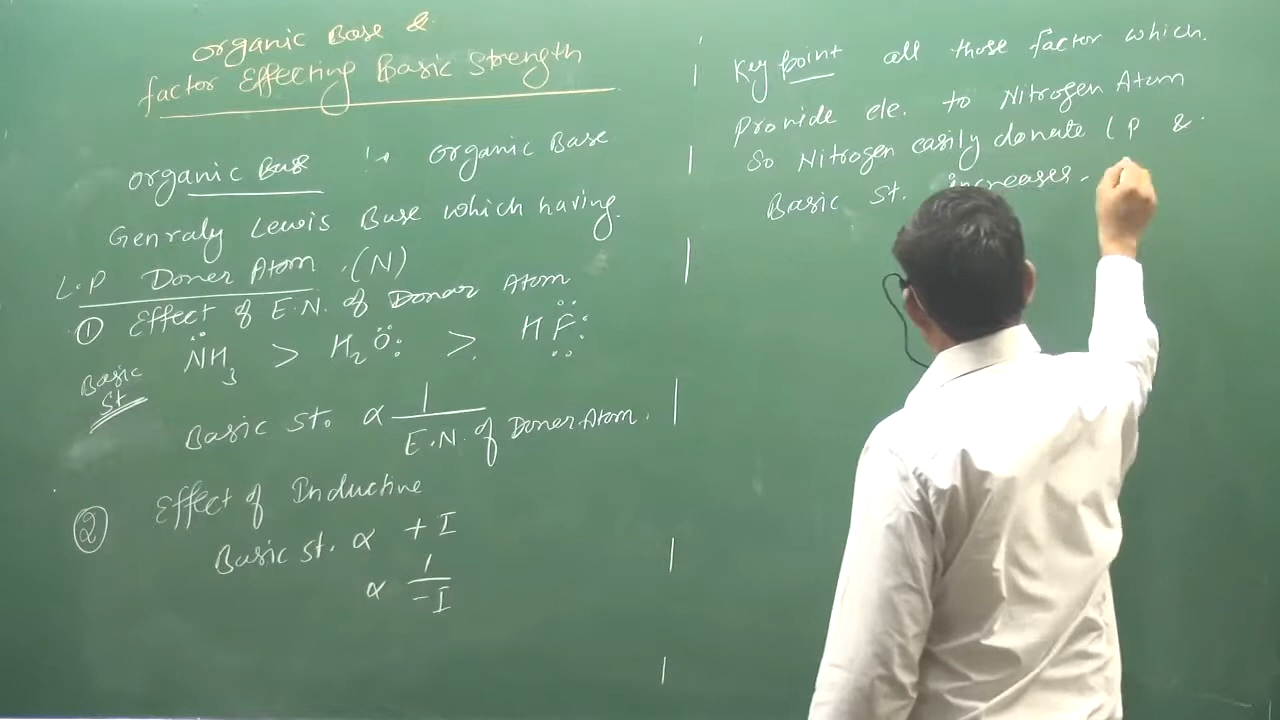 Organic Base &
factor Effecting Basic Strength
Organic Base :- Organic Base
Genraly Lewis Base which having
L.P Doner Atom (N)
① Effect of E.N. of Donar Atom
Basic St. NH3 > H2O > HF
Basic St. ∝ 1/E.N. of Doner Atom.
② Effect of Inductive
Basic St. ∝ +I
∝ 1/-I
Key point all those factor which
Provide ele. to Nitrogen Atom
So Nitrogen easily donate LP &
Basic St. increases.